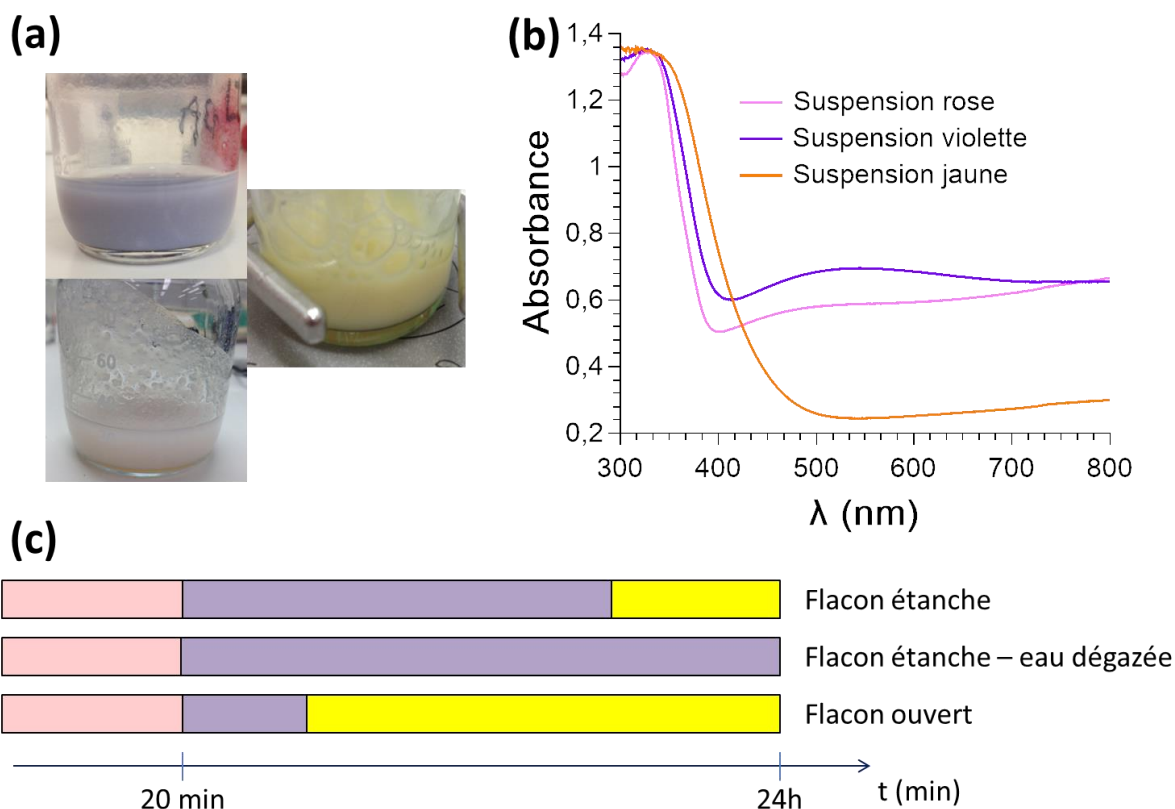 (a)
60
(b)
1,4
1,2
1
0,8
0,6
0,4
0,2
Absorbance
Suspension rose
Suspension violette
Suspension jaune
300
400
500
600
700
800
λ (nm)
(c)
Flacon étanche
Flacon étanche – eau dégazée
Flacon ouvert
20 min
24h
t (min)